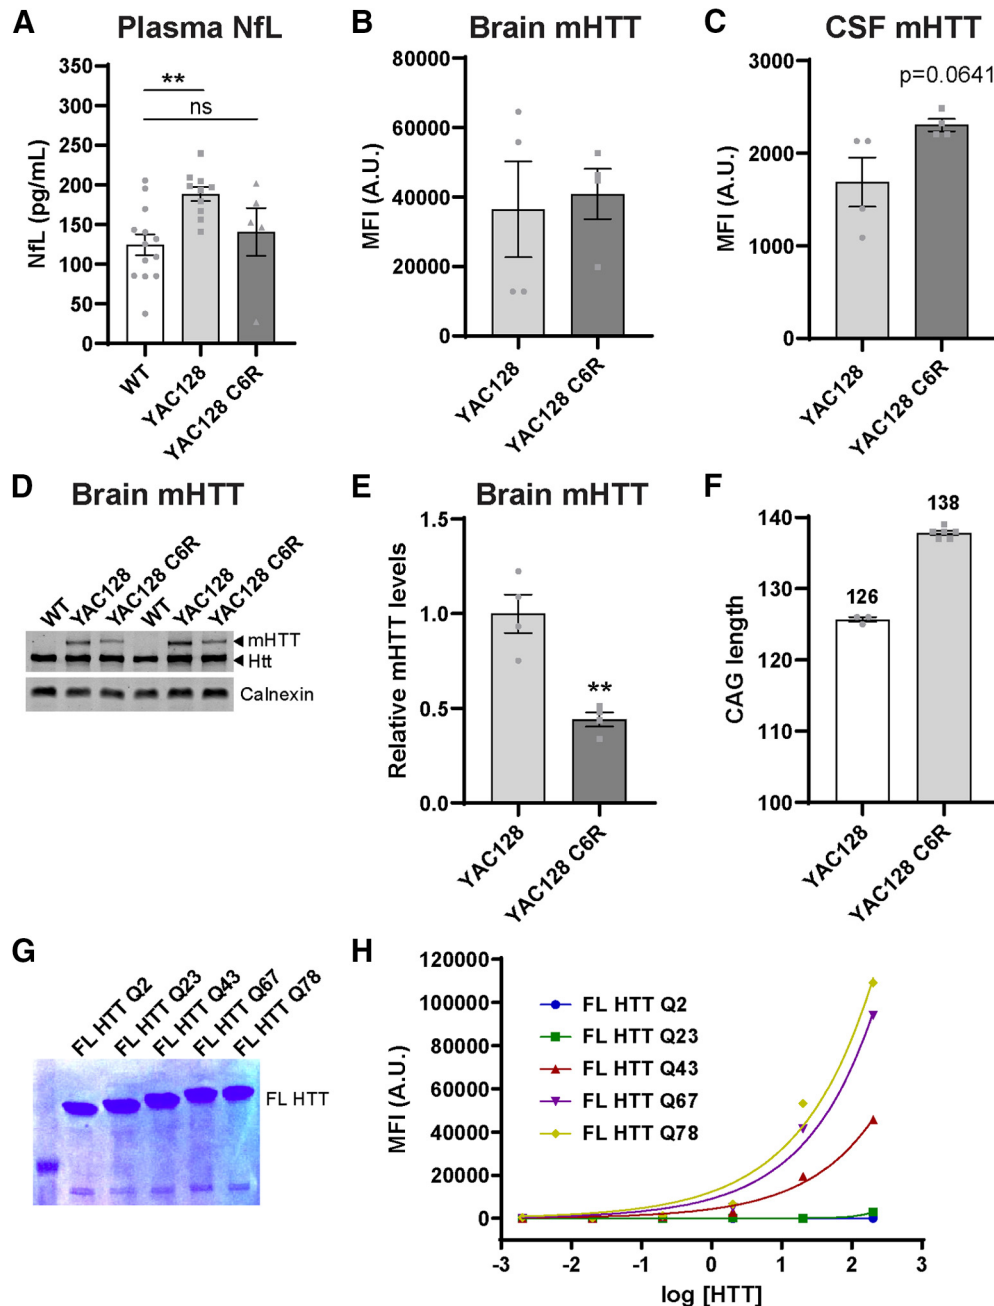 A Plasma NfL
NfL (pg/mL)
350
300
250
200
150
100
50
0
**
ns
WT
YAC128
YAC128 C6R
B Brain mHTT
MFI (A.U.)
80000
60000
40000
20000
0
YAC128
YAC128 C6R
C CSF mHTT
MFI (A.U.)
3000
2000
1000
0
p=0.0641
YAC128
YAC128 C6R
D Brain mHTT
WT
YAC128
YAC128 C6R
WT
YAC128
YAC128 C6R
mHTT
Htt
Calnexin
E Brain mHTT
Relative mHTT levels
1.5
1.0
0.5
0.0
**
YAC128
YAC128 C6R
F
CAG length
140
130
120
110
100
126
138
YAC128
YAC128 C6R
G
FL HTT Q2
FL HTT Q23
FL HTT Q43
FL HTT Q67
FL HTT Q78
FL HTT
H
MFI (A.U.)
120000
100000
80000
60000
40000
20000
0
FL HTT Q2
FL HTT Q23
FL HTT Q43
FL HTT Q67
FL HTT Q78
-3 -2 -1 0 1 2 3
log [HTT]